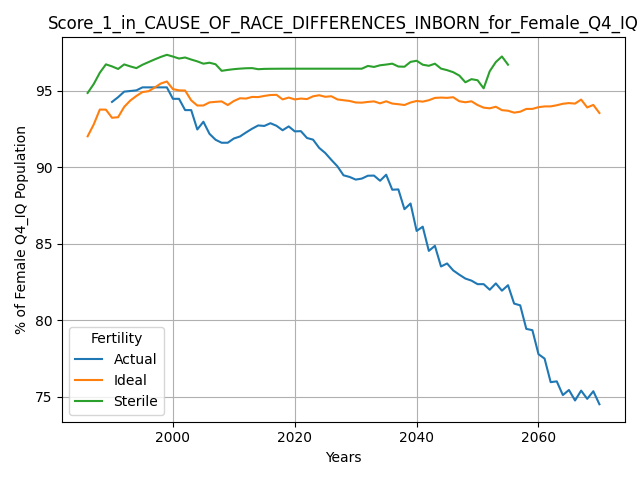 Score_1_in_CAUSE_OF_RACE_DIFFERENCES_INBORN_for_Female_Q4_IQ
% of Female Q4_IQ Population
95
90
85
80
75
Fertility
Actual
Ideal
Sterile
2000
2020
2040
2060
Years